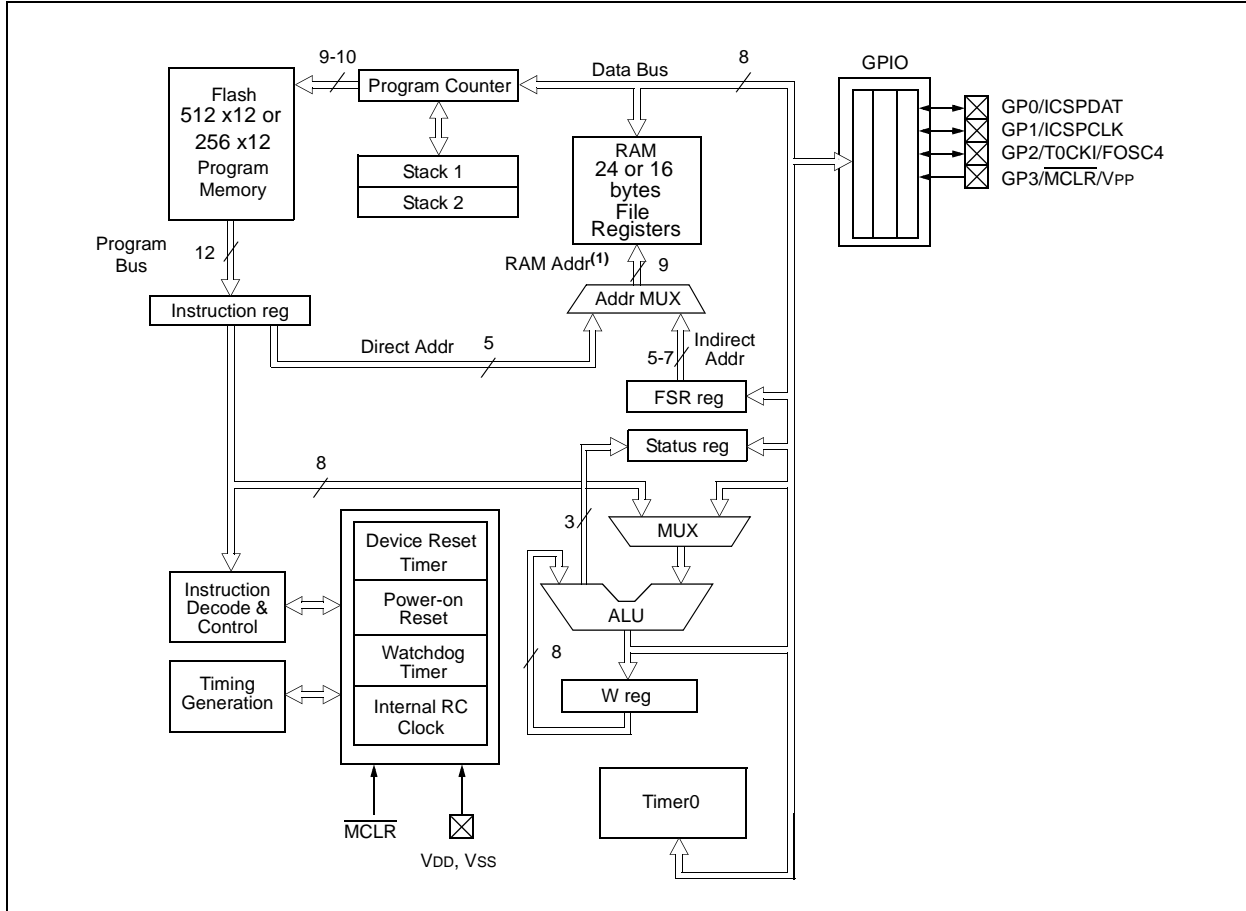 9-10
Flash
512 x12 or
256 x12
Program
Memory
Program Counter
Stack 1
Stack 2
Data Bus
8
RAM
24 or 16
bytes
File
Registers
GPIO
GP0/ICSPDAT
GP1/ICSPCLK
GP2/T0CKI/FOSC4
GP3/MCLR/VPP
Program
Bus
12
RAM Addr(1)
9
Instruction reg
Addr MUX
Direct Addr
5
5-7
Indirect
Addr
FSR reg
Status reg
8
3
MUX
Device Reset
Timer
Power-on
Reset
Watchdog
Timer
Internal RC
Clock
Instruction
Decode &
Control
Timing
Generation
ALU
8
W reg
Timer0
MCLR
VDD, VSS